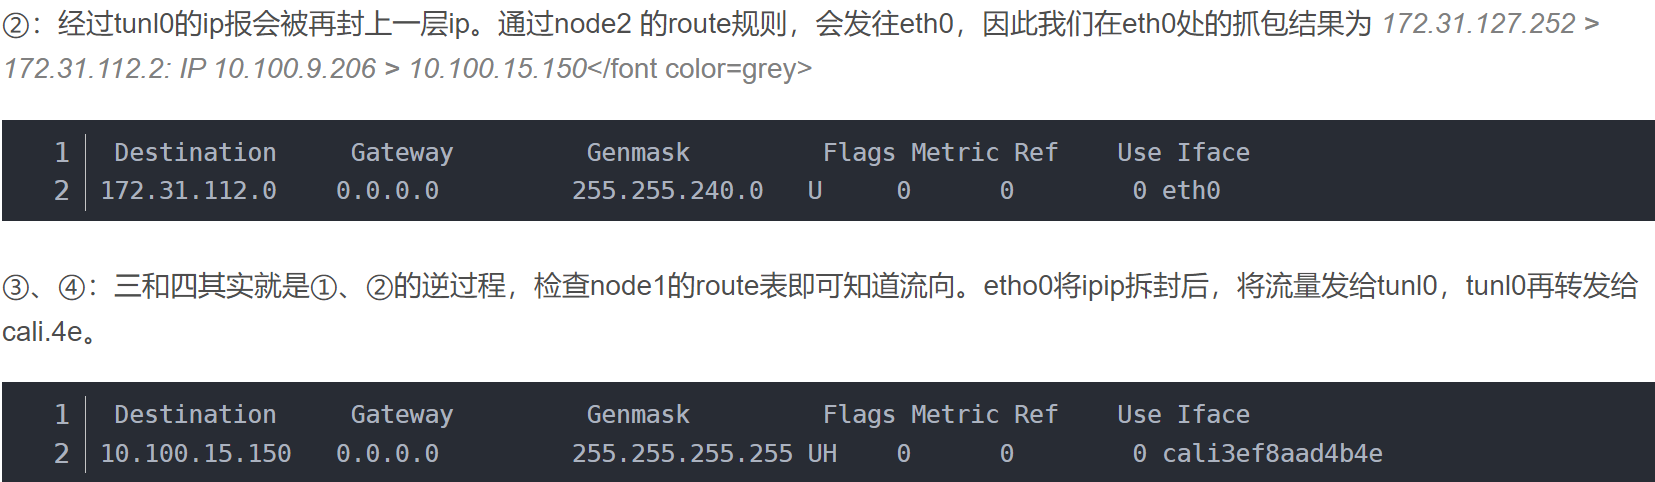 ②：经过tunl0的ip报会被再封上一层ip。通过node2 的route规则，会发往eth0，因此我们在eth0处的抓包结果为 172.31.127.252 >
172.31.112.2: IP 10.100.9.206 > 10.100.15.150</font color=grey>
1 Destination Gateway Genmask Flags Metric Ref Use Iface
2 172.31.112.0 0.0.0.0 255.255.240.0 U 0 0 0 eth0
③、④：三和四其实就是①、②的逆过程，检查node1的route表即可知道流向。etho0将ipip拆封后，将流量发给tunl0，tunl0再转发给
cali.4e。
1 Destination Gateway Genmask Flags Metric Ref Use Iface
2 10.100.15.150 0.0.0.0 255.255.255.255 UH 0 0 0 cali3ef8aad4b4e